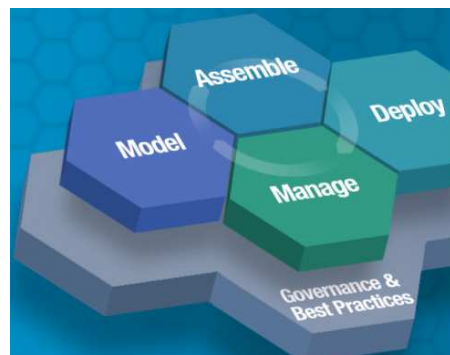 Assemble
Deploy
Model
Manage
Governance &
Best Practices